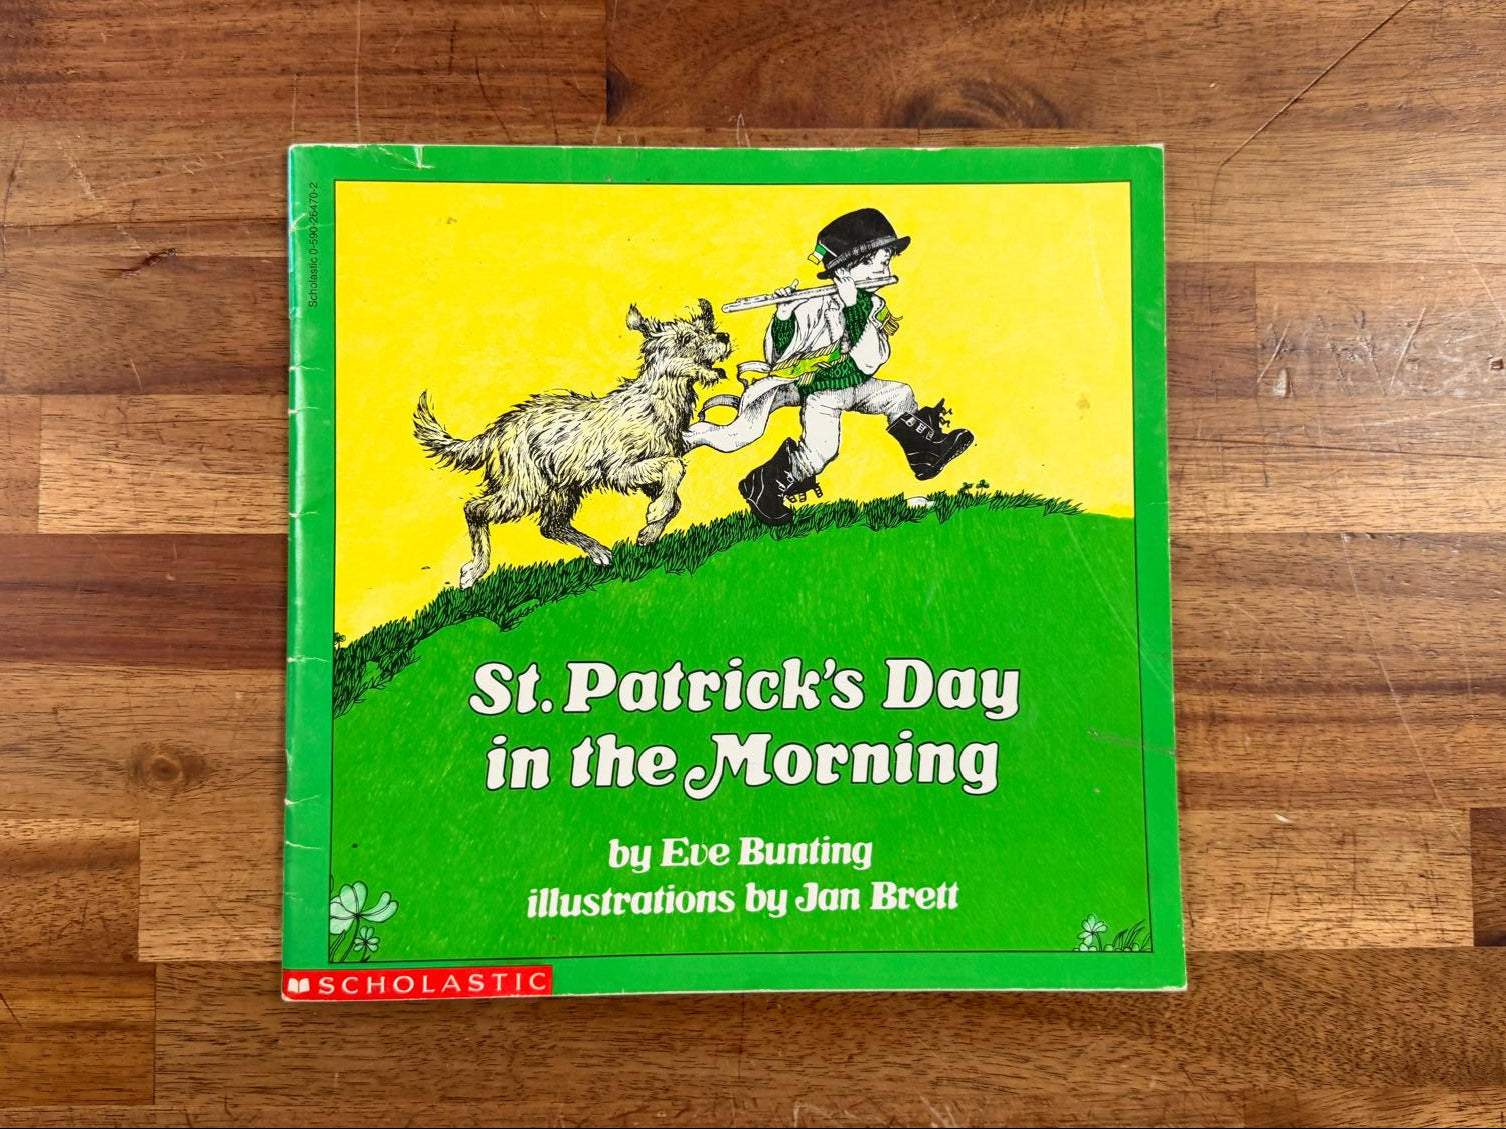 Scholastic 0-590-26470-2
St. Patrick's Day
in the Morning
by Eve Bunting
illustrations by Jan Brett
SCHOLASTIC